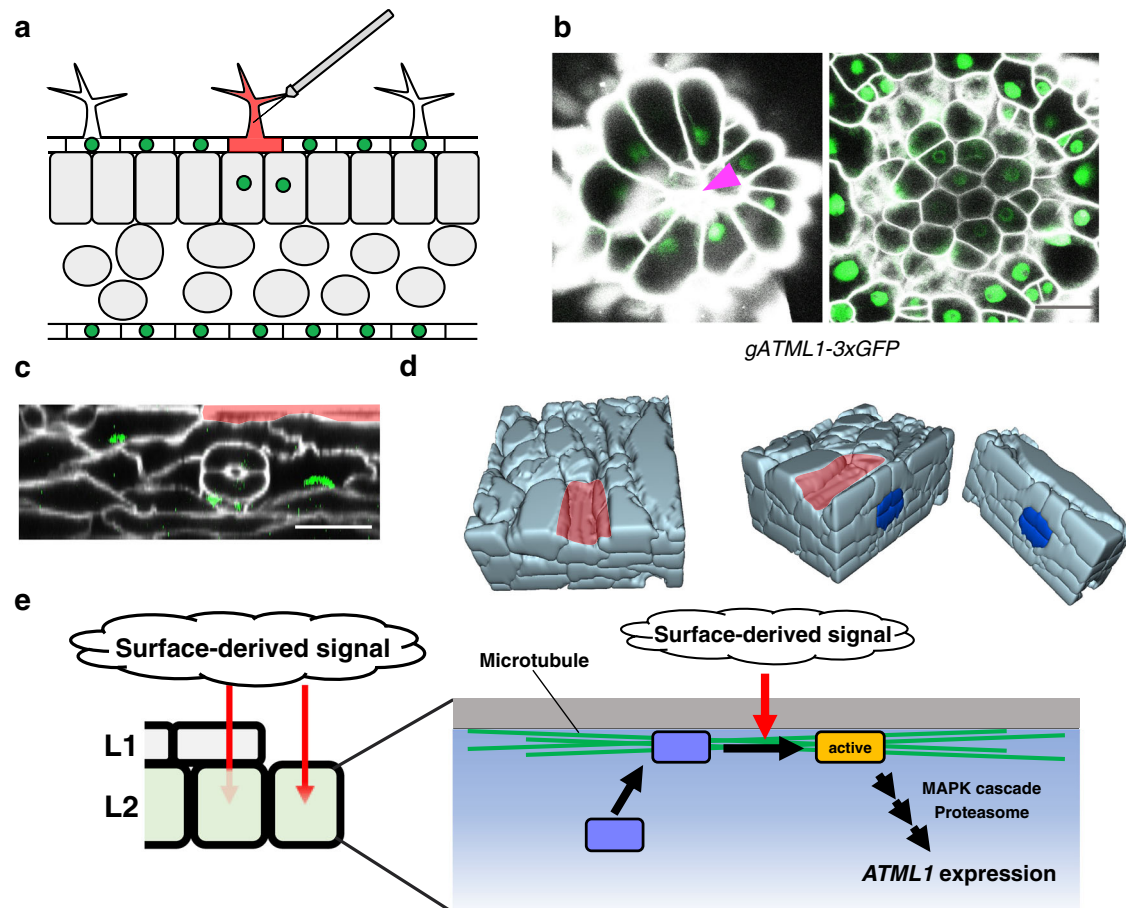 a
b
gATML1-3xGFP
c
d
e
Surface-derived signal
L1
L2
Surface-derived signal
Microtubule
active
MAPK cascade
Proteasome
ATML1 expression